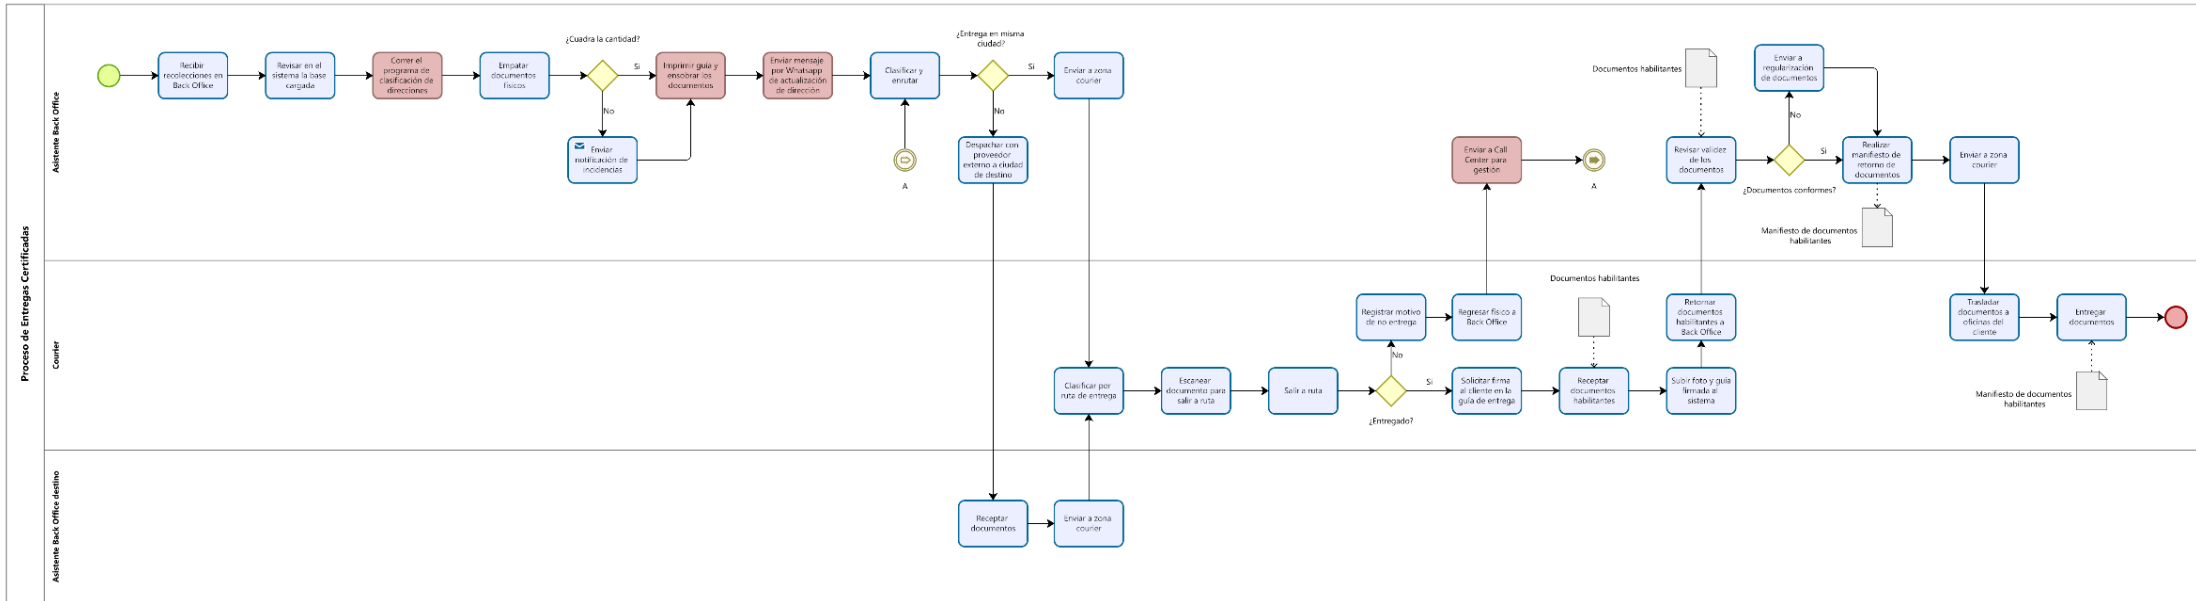 Proceso de Entregas Certificadas
Asistente Back Office
Recibir
recolecciones en
Back Office
Revisar en el
sistema la base
cargada
Correr el
programa de
clasificación de
direcciones
Empatar
documentos
físicos
¿Cuadra la cantidad?
Si
No
Enviar
notificación de
incidencias
Imprimir guía y
ensobrar los
documentos
Enviar mensaje
por Whatsapp
de actualización
de dirección
Clasificar y
enrutar
A
¿Entrega en misma
ciudad?
Si
No
Enviar a zona
courier
Despachar con
proveedor
externo a ciudad
de destino
Enviar a Call
Center para
gestión
A
Documentos habilitantes
Revisar validez
de los
documentos
Enviar a
regularización
de documentos
No
Si
¿Documentos conformes?
Realizar
manifiesto de
retorno de
documentos
Manifiesto de documentos
habilitantes
Enviar a zona
courier
Courier
Clasificar por
ruta de entrega
Escanear
documento para
salir a ruta
Salir a ruta
¿Entregado?
No
Si
Registrar motivo
de no entrega
Regresar físico a
Back Office
Solicitar firma
al cliente en la
guía de entrega
Documentos habilitantes
Receptar
documentos
habilitantes
Subir foto y guía
firmada al
sistema
Retornar
documentos
habilitantes a
Back Office
Trasladar
documentos a
oficinas del
cliente
Entregar
documentos
Manifiesto de documentos
habilitantes
Asistente Back Office destino
Receptar
documentos
Enviar a zona
courier